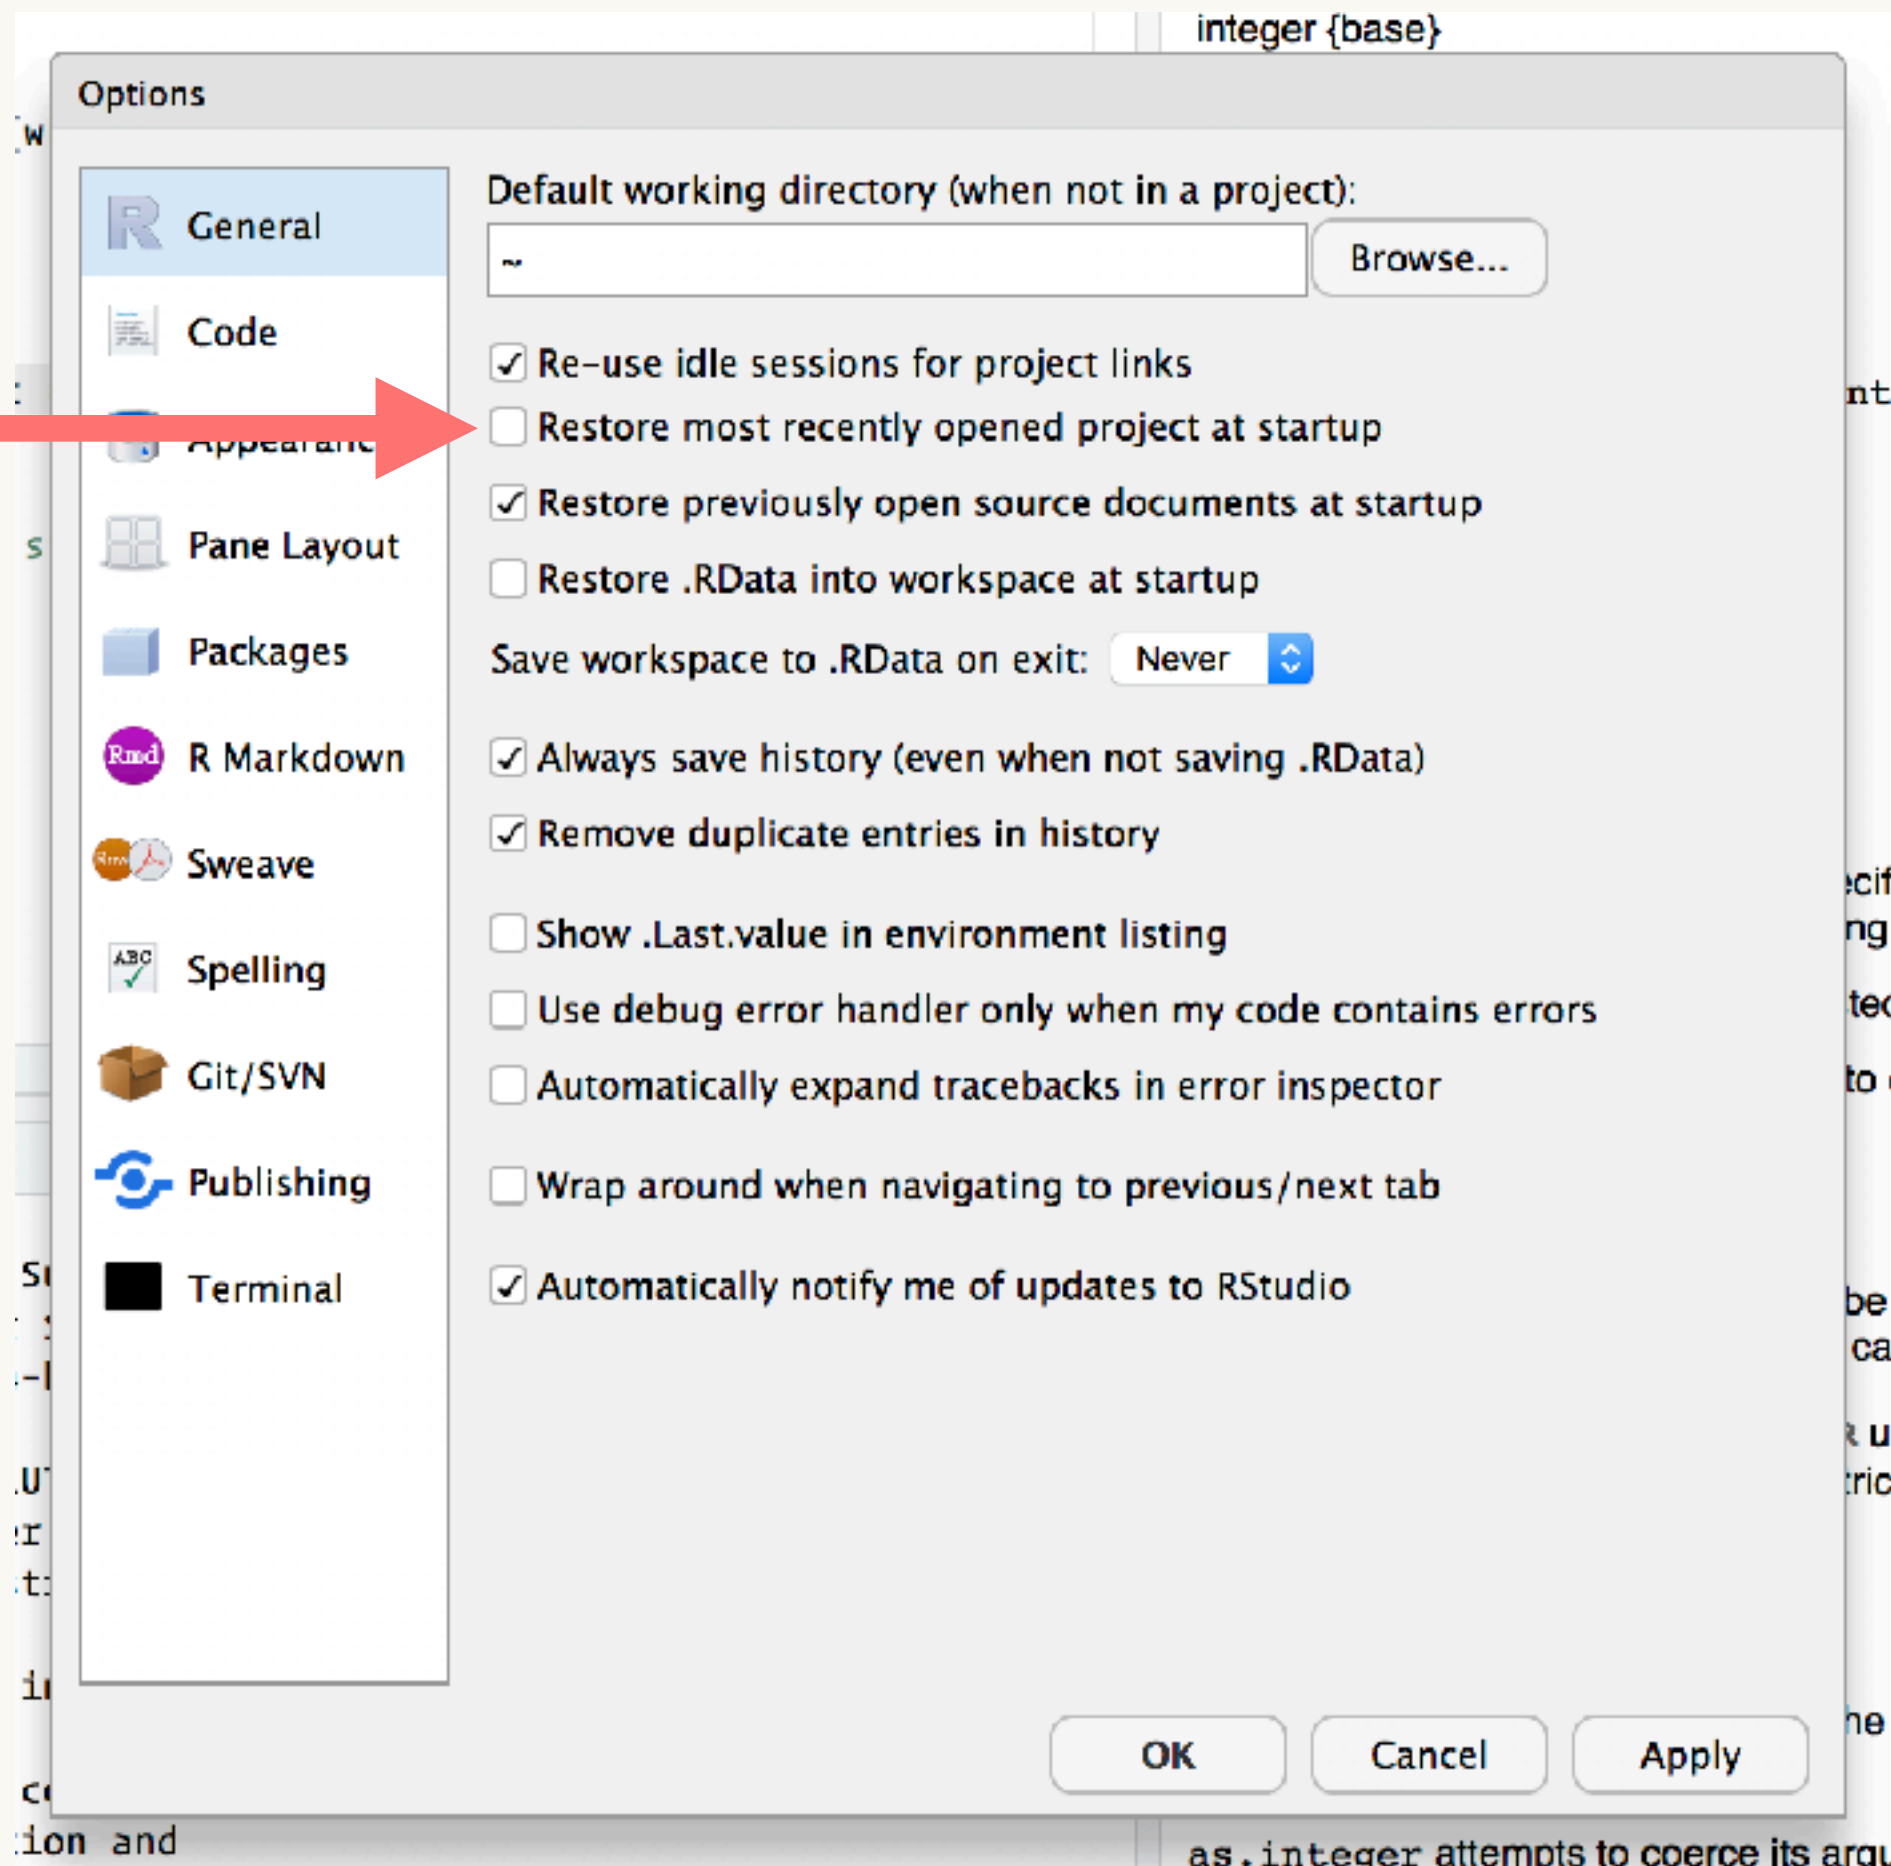 integer {base}
Options
General
Code
Pane Layout
Packages
R Markdown
Sweave
Spelling
Git/SVN
Publishing
Terminal
Default working directory (when not in a project):
~
Browse...
Re-use idle sessions for project links
Restore most recently opened project at startup
Restore previously open source documents at startup
Restore .RData into workspace at startup
Save workspace to .RData on exit: Never
Always save history (even when not saving .RData)
Remove duplicate entries in history
Show .Last.value in environment listing
Use debug error handler only when my code contains errors
Automatically expand tracebacks in error inspector
Wrap around when navigating to previous/next tab
Automatically notify me of updates to RStudio
Rmd
ABC
to
be
OK
Cancel
Apply
and
as.integer attempts to coerce its